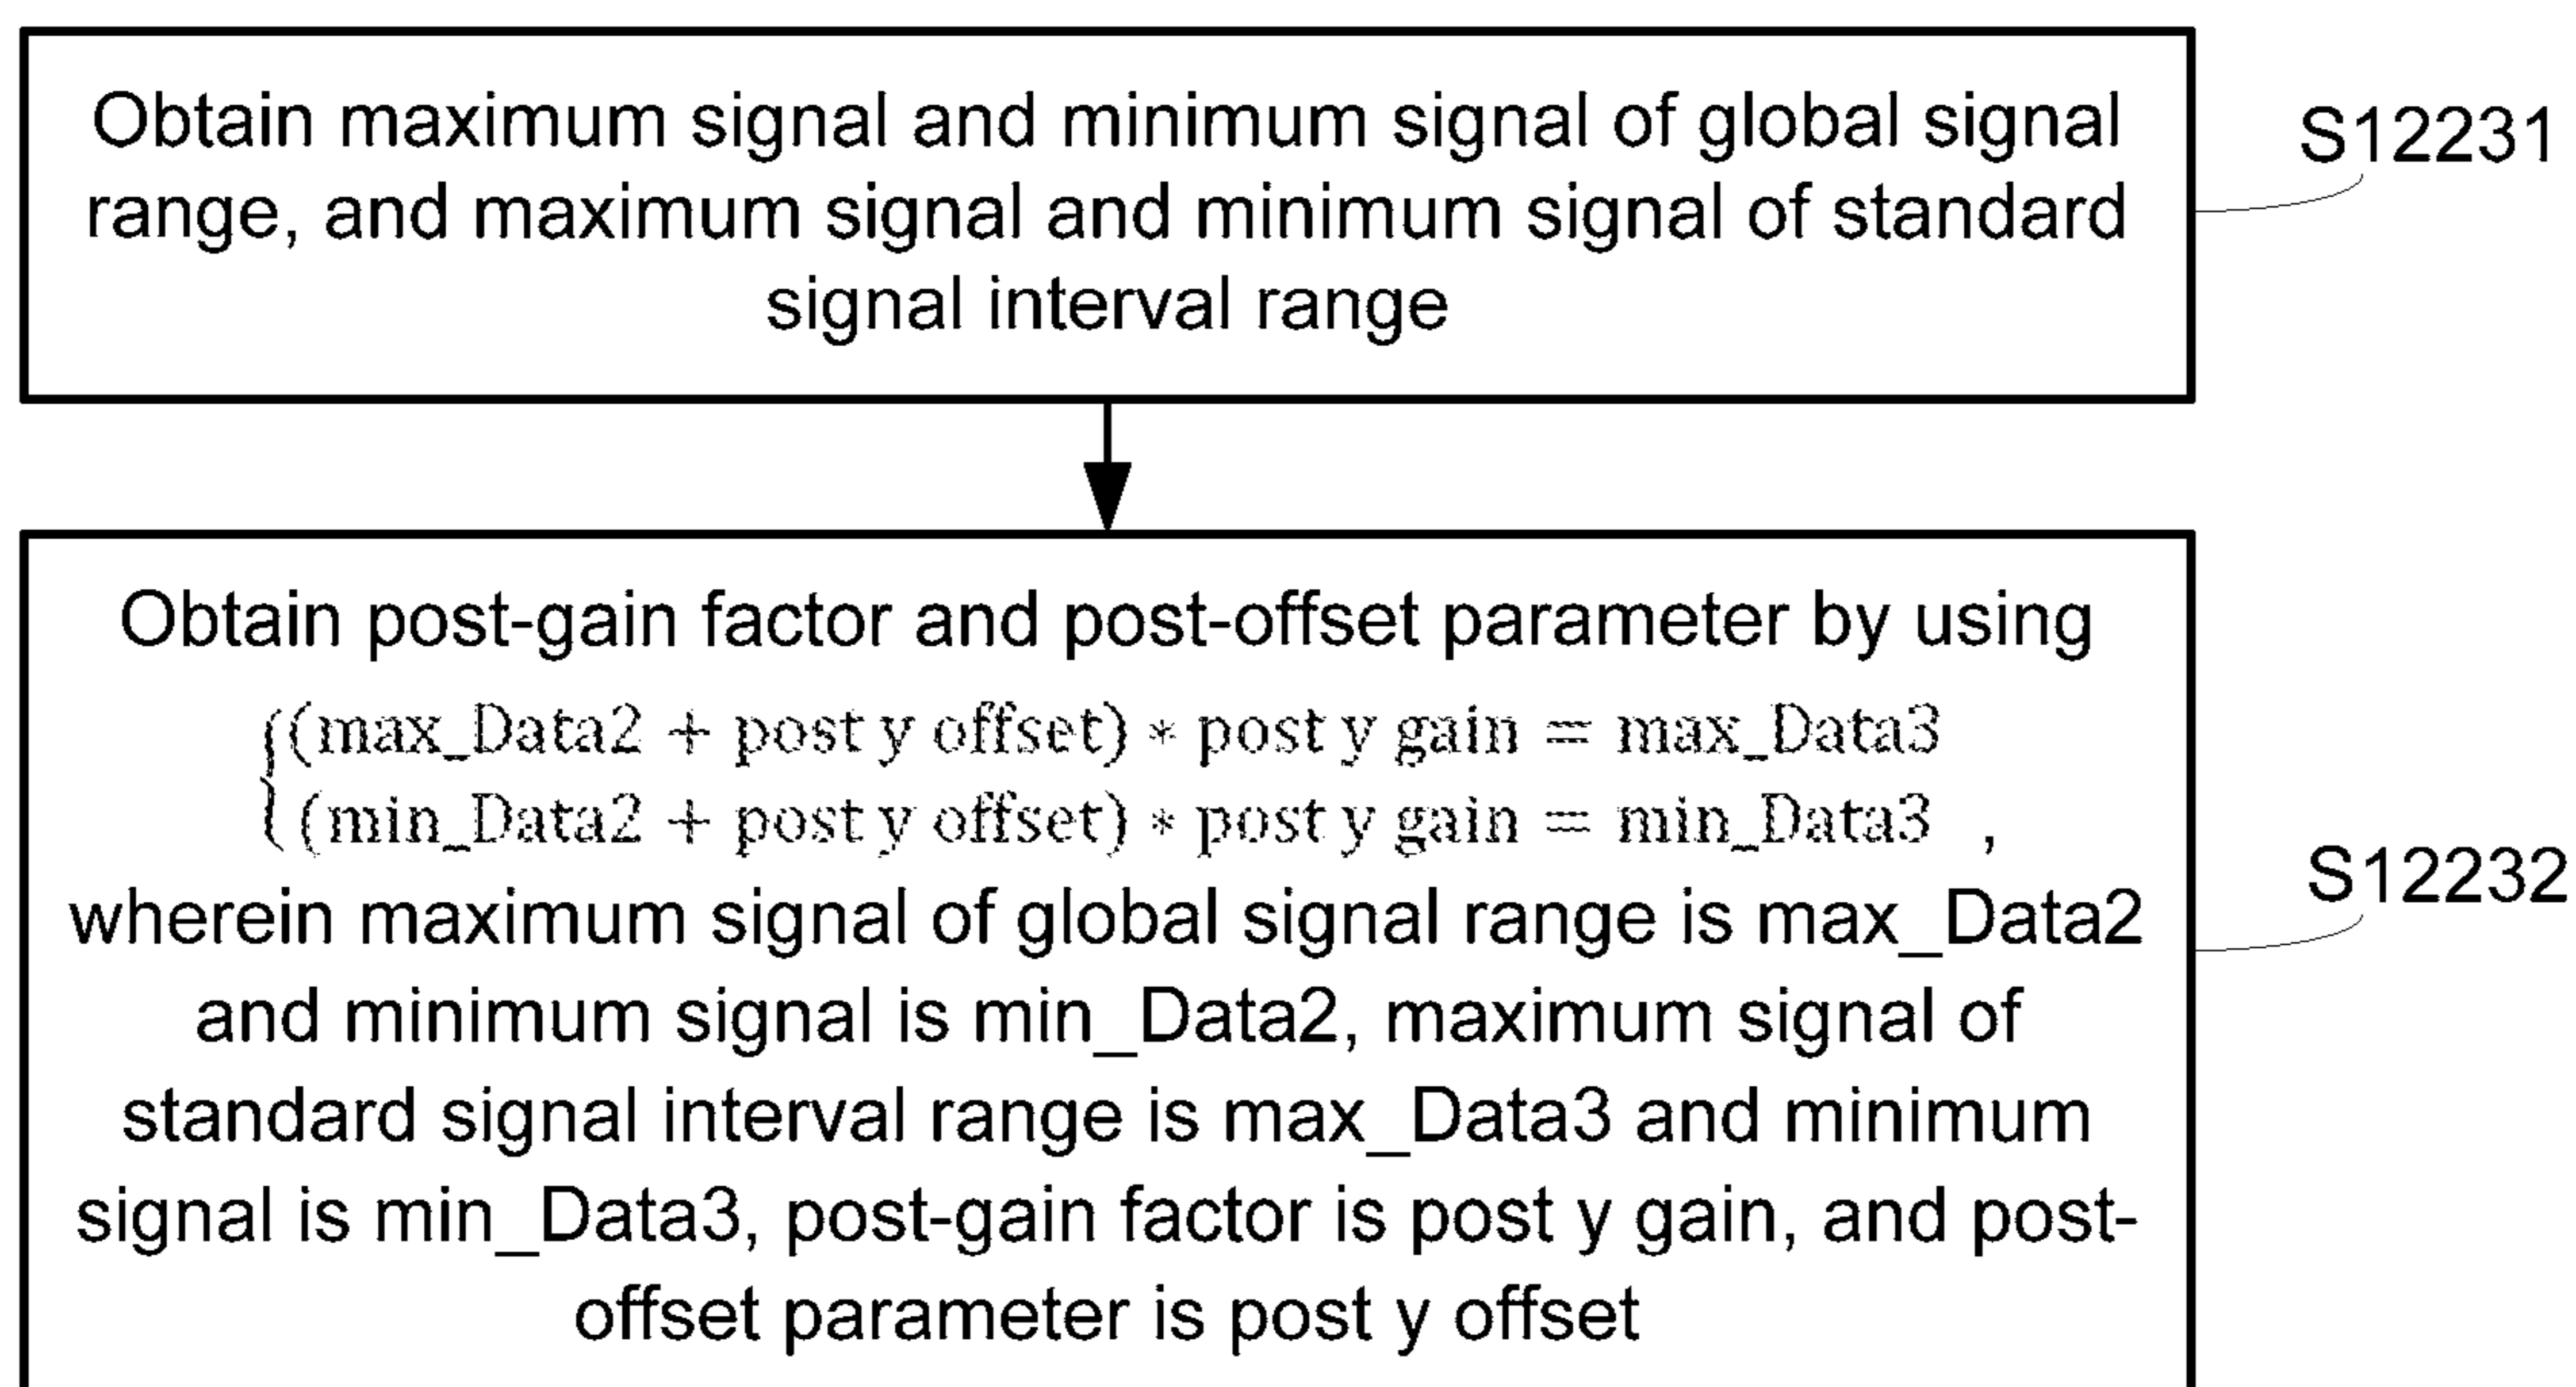 Obtain maximum signal and minimum signal of global signal
range, and maximum signal and minimum signal of standard
signal interval range
S12231
Obtain post-gain factor and post-offset parameter by using
{(max_Data2 + post y offset) * post y gain = max_Data3
(min_Data2 + post y offset) * post y gain = min_Data3 ,
wherein maximum signal of global signal range is max_Data2
and minimum signal is min_Data2, maximum signal of
standard signal interval range is max_Data3 and minimum
signal is min_Data3, post-gain factor is post y gain, and post-
offset parameter is post y offset
S12232